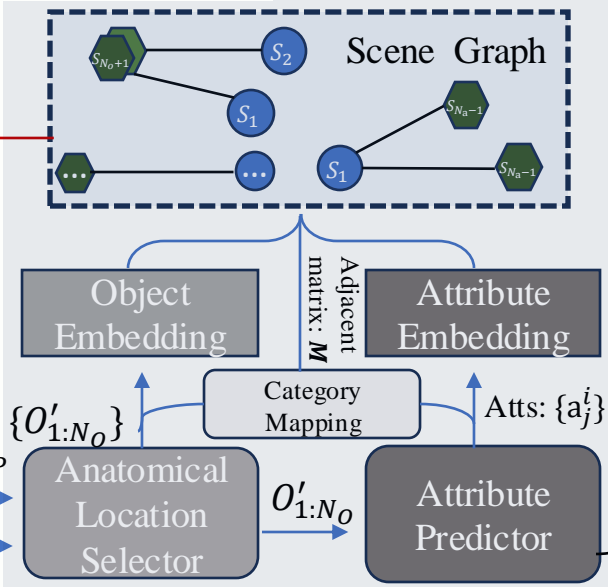 Scene Graph
S_{N_o+1}
S_2
S_1
S_{N_a-1}
...
...
S_1
S_{N_a-1}
Object
Embedding
Adjacent
matrix: M
Attribute
Embedding
Category
Mapping
{O'_{1:N_O}}
Atts: {a_j^i}
Anatomical
Location
Selector
O'_{1:N_O}
Attribute
Predictor